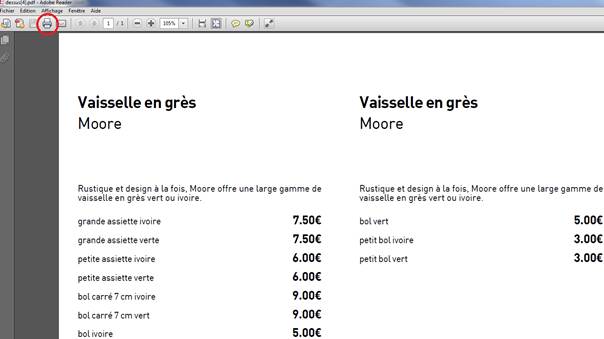 dessus[4].pdf - Adobe Reader
Fichier Edition Affichage Fenêtre Aide
1 / 1 105%
Vaisselle en grès
Moore
Rustique et design à la fois, Moore offre une large gamme de
vaisselle en grès vert ou ivoire.
grande assiette ivoire 7.50€
grande assiette verte 7.50€
petite assiette ivoire 6.00€
petite assiette verte 6.00€
bol carré 7 cm ivoire 9.00€
bol carré 7 cm vert 9.00€
bol ivoire 5.00€
Vaisselle en grès
Moore
Rustique et design à la fois, Moore offre une large gamme de
vaisselle en grès vert ou ivoire.
bol vert 5.00€
petit bol ivoire 3.00€
petit bol vert 3.00€